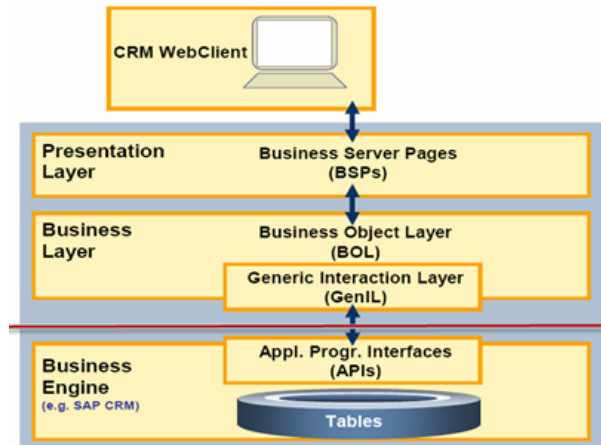 CRM WebClient
Presentation
Layer
Business Server Pages
(BSPs)
Business
Layer
Business Object Layer
(BOL)
Generic Interaction Layer
(GenIL)
Business
Engine
(e.g. SAP CRM)
Appl. Progr. Interfaces
(APIs)
Tables